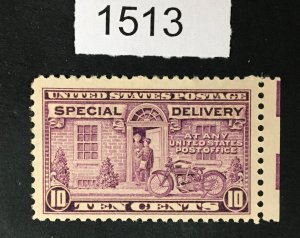 1513
UNITED STATES POSTAGE
SPECIAL DELIVERY
AT ANY
UNITED STATES
POST OFFICE
10 10
TEN CENTS